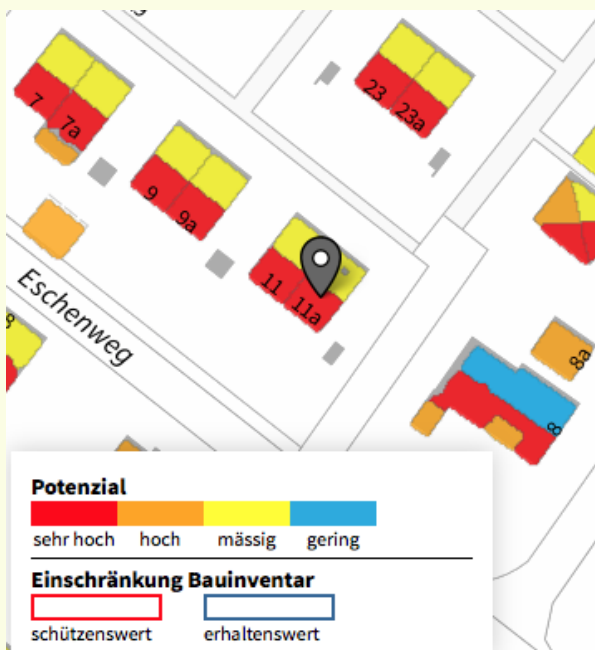 23
23a
7
7a
9
9a
11
11a
Eschenweg
8
8a
8
Potenzial
sehr hoch hoch mässig gering
Einschränkung Bauinventar
schützenswert erhaltenswert